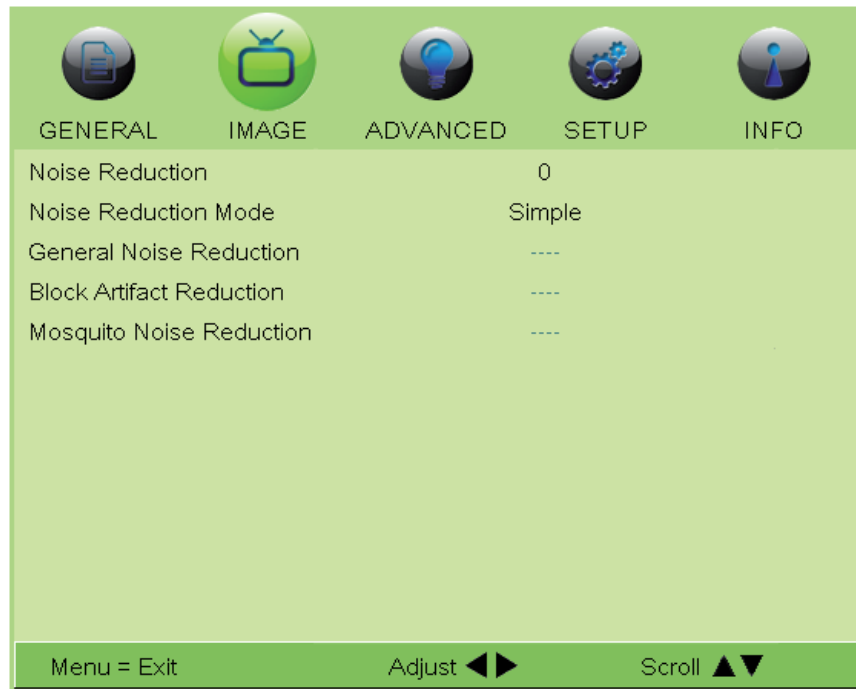 GENERAL IMAGE ADVANCED SETUP INFO
Noise Reduction 0
Noise Reduction Mode Simple
General Noise Reduction ----
Block Artifact Reduction ----
Mosquito Noise Reduction ----
Menu = Exit Adjust ◀▶ Scroll ▲▼